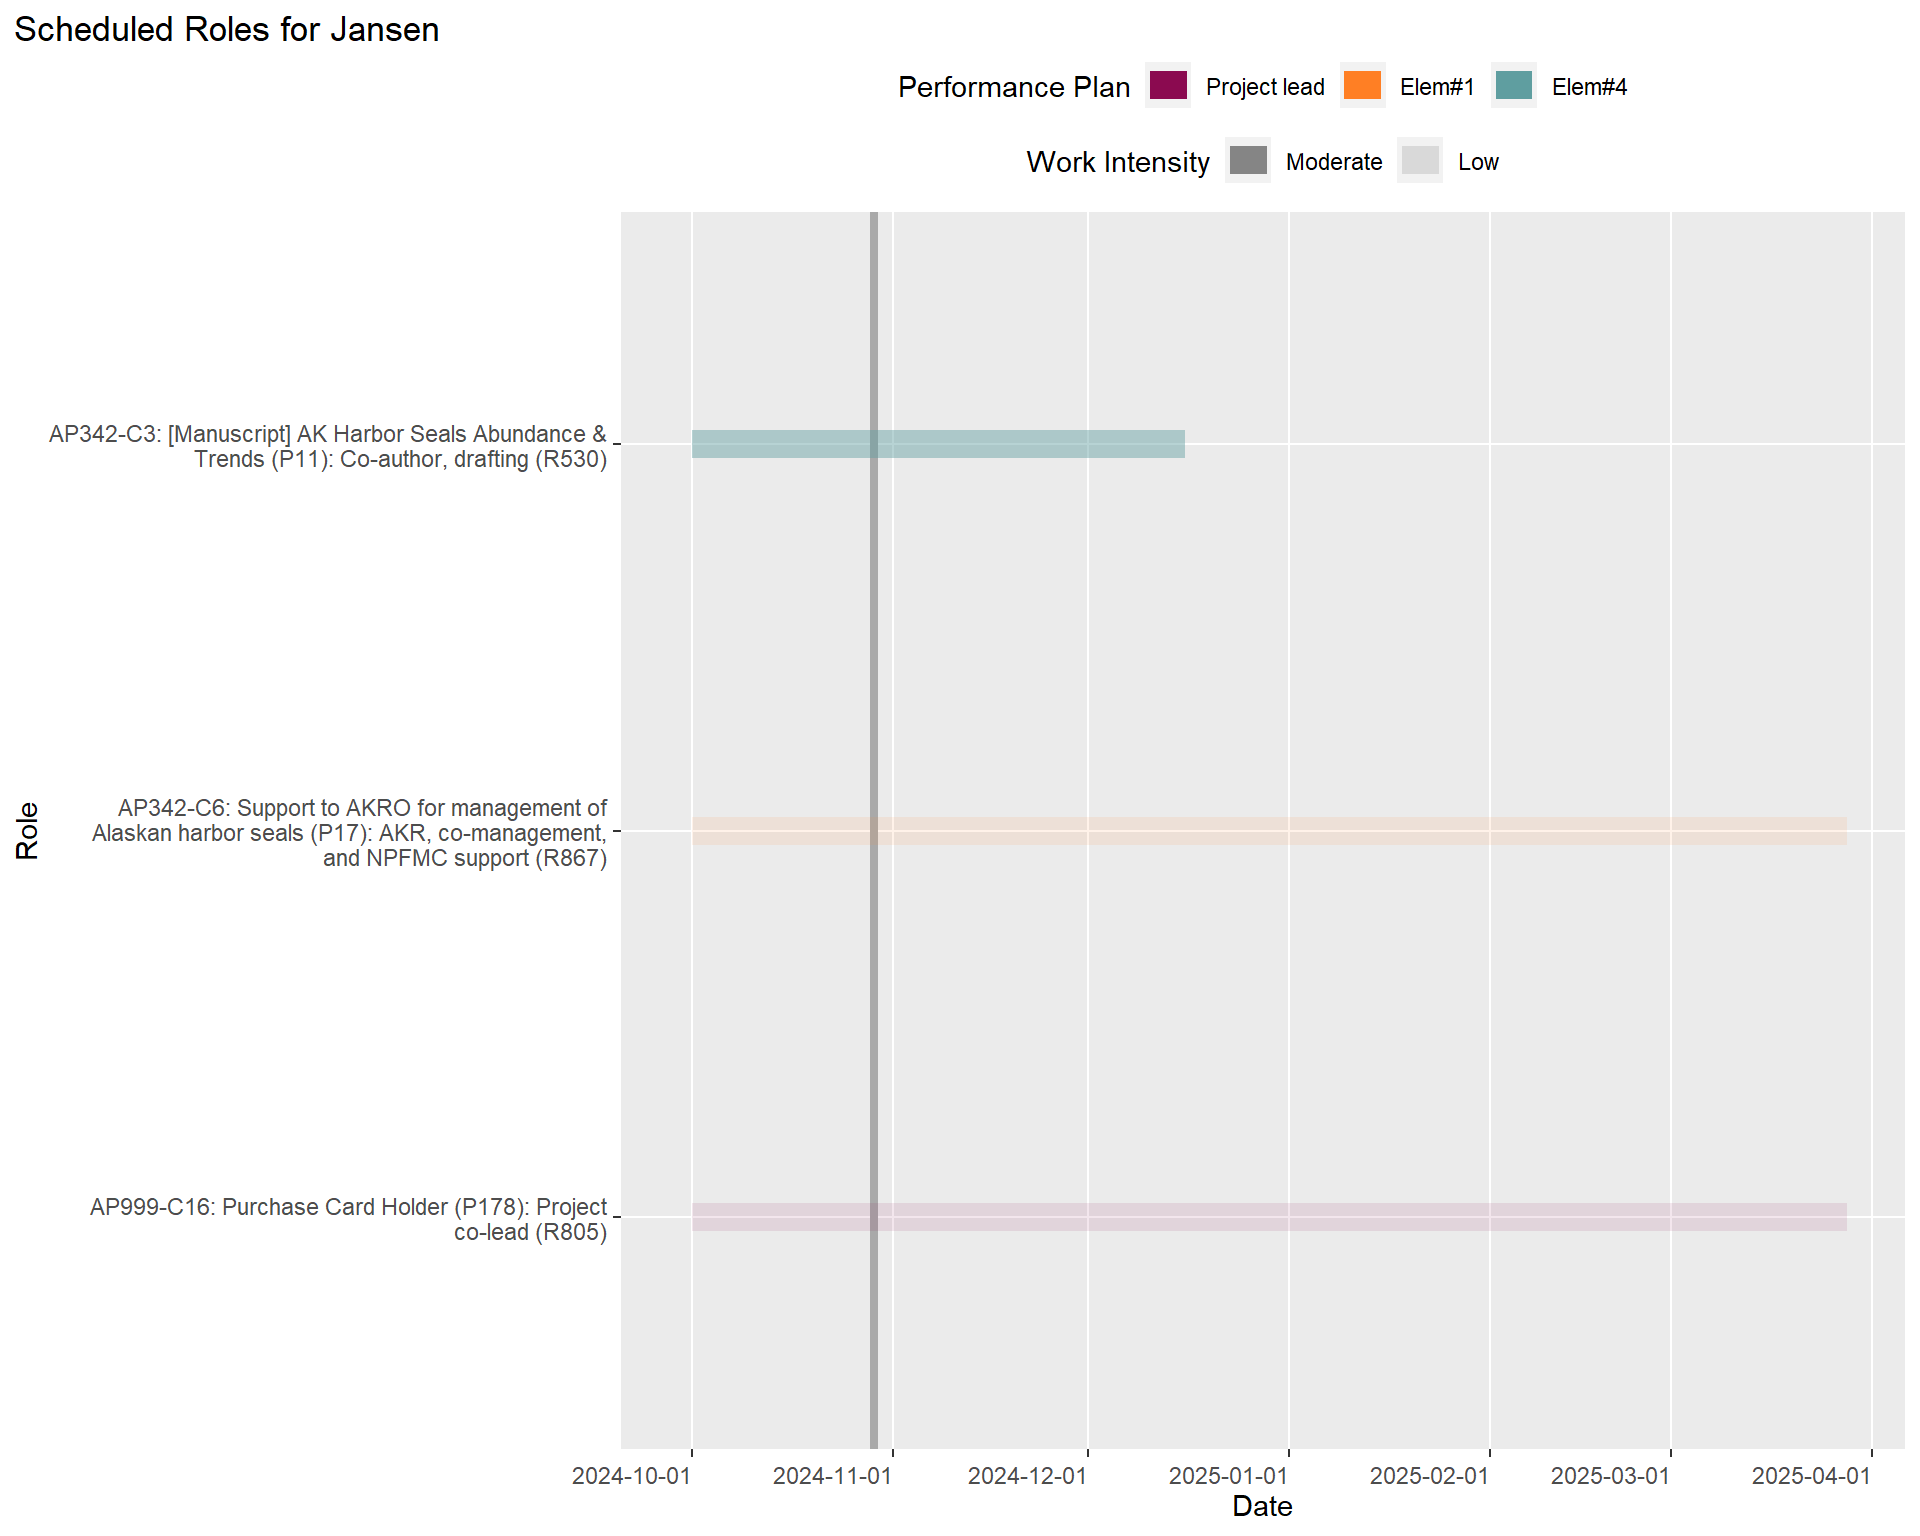 Scheduled Roles for Jansen
Performance Plan Project lead Elem#1 Elem#4
Work Intensity Moderate Low
AP342-C3: [Manuscript] AK Harbor Seals Abundance &
Trends (P11): Co-author, drafting (R530)
AP342-C6: Support to AKRO for management of
Alaskan harbor seals (P17): AKR, co-management,
and NPFMC support (R867)
AP999-C16: Purchase Card Holder (P178): Project
co-lead (R805)
Role
2024-10-01 2024-11-01 2024-12-01 2025-01-01 2025-02-01 2025-03-01 2025-04-01
Date